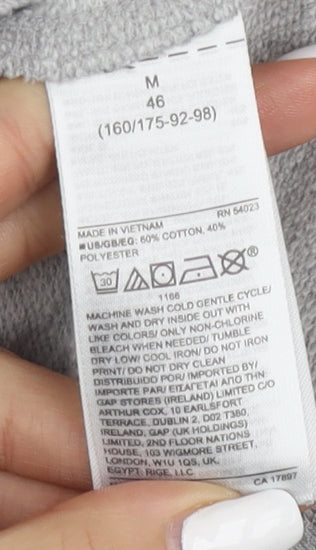 M
46
(160/175-92-98)
MADE IN VIETNAM RN 54023
■US/GB/EG: 60% COTTON, 40%
POLYESTER
30 ®
1166
MACHINE WASH COLD GENTLE CYCLE/
WASH AND DRY INSIDE OUT WITH
LIKE COLORS/ ONLY NON-CHLORINE
BLEACH WHEN NEEDED/ TUMBLE
DRY LOW/ COOL IRON/ DO NOT IRON
PRINT/ DO NOT DRY CLEAN
DISTRIBUIDO POR/ IMPORTED BY/
IMPORTE PAR/ ΕΙΣΑΓΕΤΑΙ ΑΠΟ ΤΗΝ
GAP STORES (IRELAND) LIMITED C/O
ARTHUR COX, 10 EARLSFORT
TERRACE, DUBLIN 2, D02 T380,
IRELAND, GAP (UK HOLDINGS)
LIMITED, 2ND FLOOR NATIONS
HOUSE, 103 WIGMORE STREET,
LONDON, W1U 1QS, UK,
EGYPT: RIGE, LLC
CA 17897